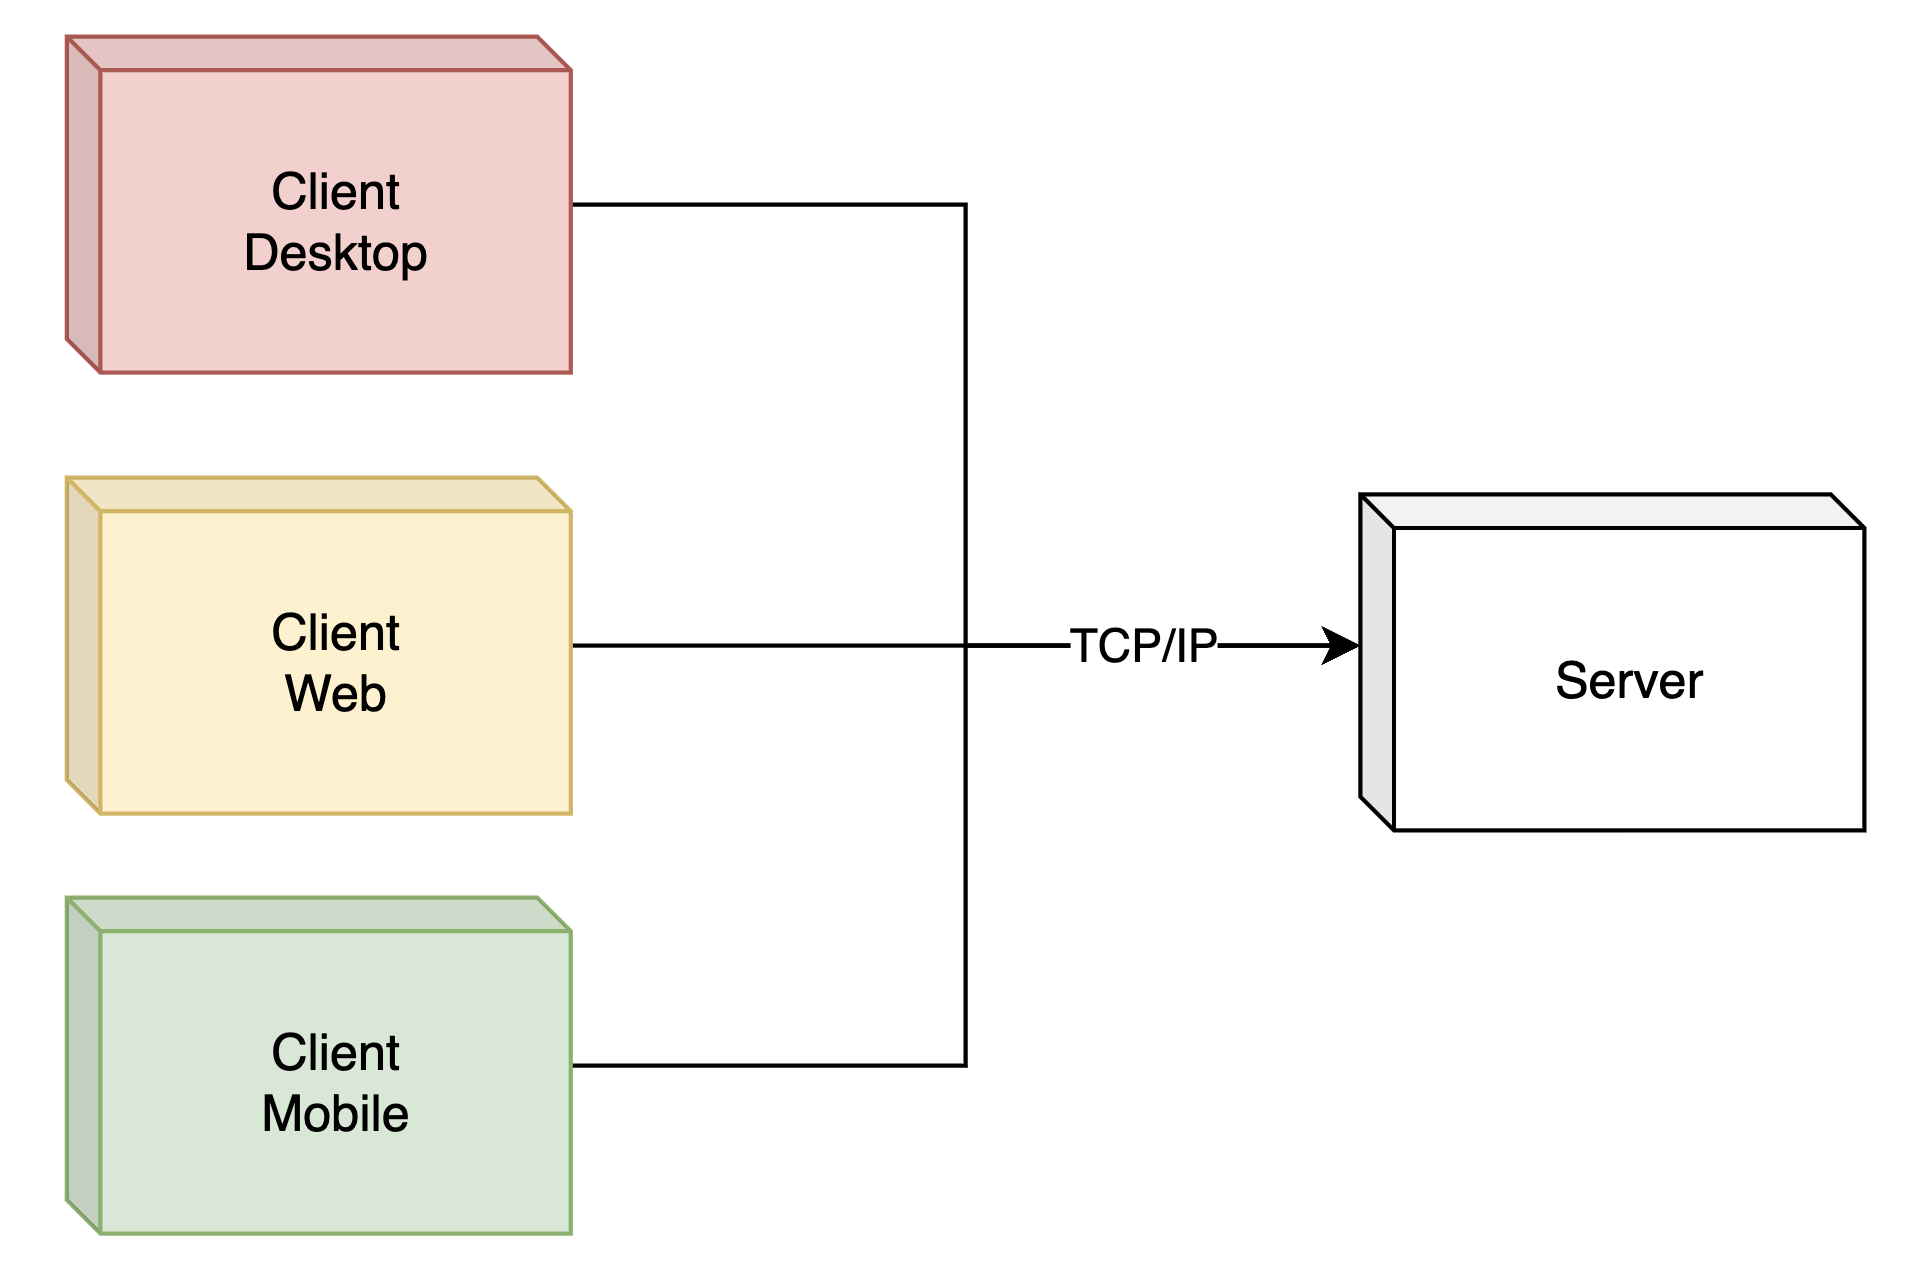 Client
Desktop
Client
Web
TCP/IP
Server
Client
Mobile